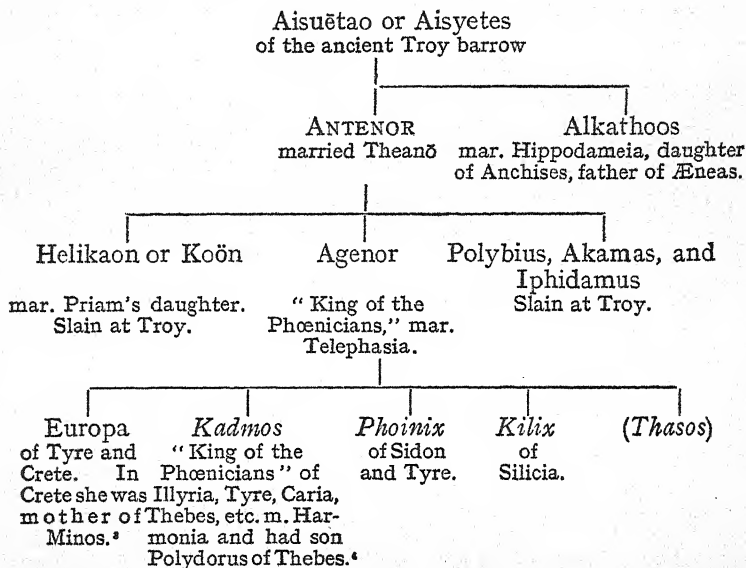 Aisuētao or Aisyetes
of the ancient Troy barrow
ANTENOR
married Theanō
Alkathoos
mar. Hippodameia, daughter
of Anchises, father of Æneas.
Helikaon or Koön
mar. Priam's daughter.
Slain at Troy.
Agenor
"King of the
Phœnicians," mar.
Telephasia.
Polybius, Akamas, and
Iphidamus
Slain at Troy.
Europa
of Tyre and
Crete. In
Crete she was
mother of
Minos.³
Kadmos
"King of the
Phœnicians" of
Illyria, Tyre, Caria,
Thebes, etc. m. Har-
monia and had son
Polydorus of Thebes.⁴
Phoinix
of Sidon
and Tyre.
Kilix
of
Silicia.
(Thasos)